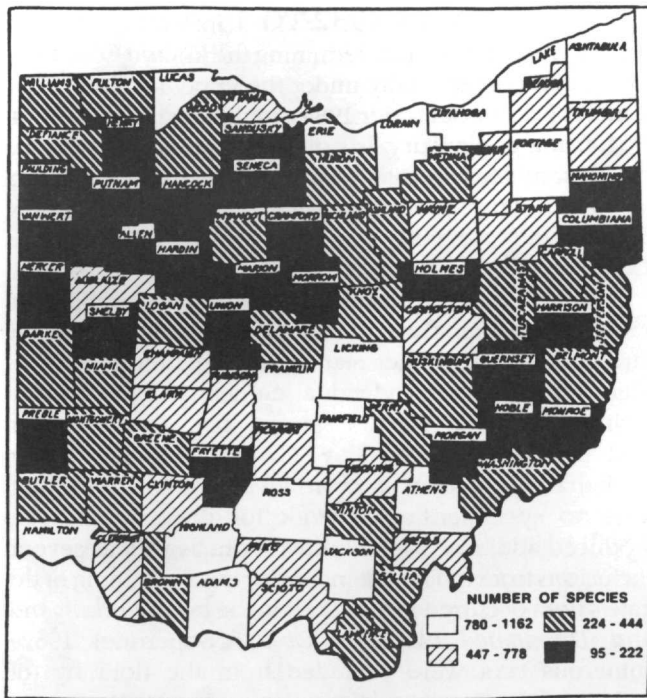 LAKE
ASHTABULA
WILLIAMS
FULTON
LUCAS
OTTAWA
GEAUGA
CUYAHOGA
TRUMBULL
DEFIANCE
HENRY
WOOD
SANDUSKY
ERIE
LORAIN
PORTAGE
PAULDING
SENECA
HURON
MEDINA
MAHONING
PUTNAM
HANCOCK
VAN WERT
WYANDOT
CRAWFORD
RICHLAND
ASHLAND
WAYNE
STARK
COLUMBIANA
ALLEN
HARDIN
CARROLL
MERCER
AUGLAIZE
MARION
MORROW
HOLMES
TUSCARAWAS
HARRISON
JEFFERSON
SHELBY
LOGAN
UNION
KNOX
COSHOCTON
DARKE
DELAWARE
MIAMI
CHAMPAIGN
LICKING
MUSKINGUM
GUERNSEY
BELMONT
CLARK
MADISON
FRANKLIN
PREBLE
FAIRFIELD
PERRY
NOBLE
MONROE
MONTGOMERY
GREENE
FAYETTE
PICKAWAY
MORGAN
HOCKING
WASHINGTON
BUTLER
WARREN
CLINTON
ROSS
ATHENS
VINTON
HAMILTON
HIGHLAND
CLERMONT
PIKE
JACKSON
MEIGS
BROWN
ADAMS
SCIOTO
GALLIA
LAWRENCE
NUMBER OF SPECIES
780 - 1162
224 - 444
447 - 778
95 - 222